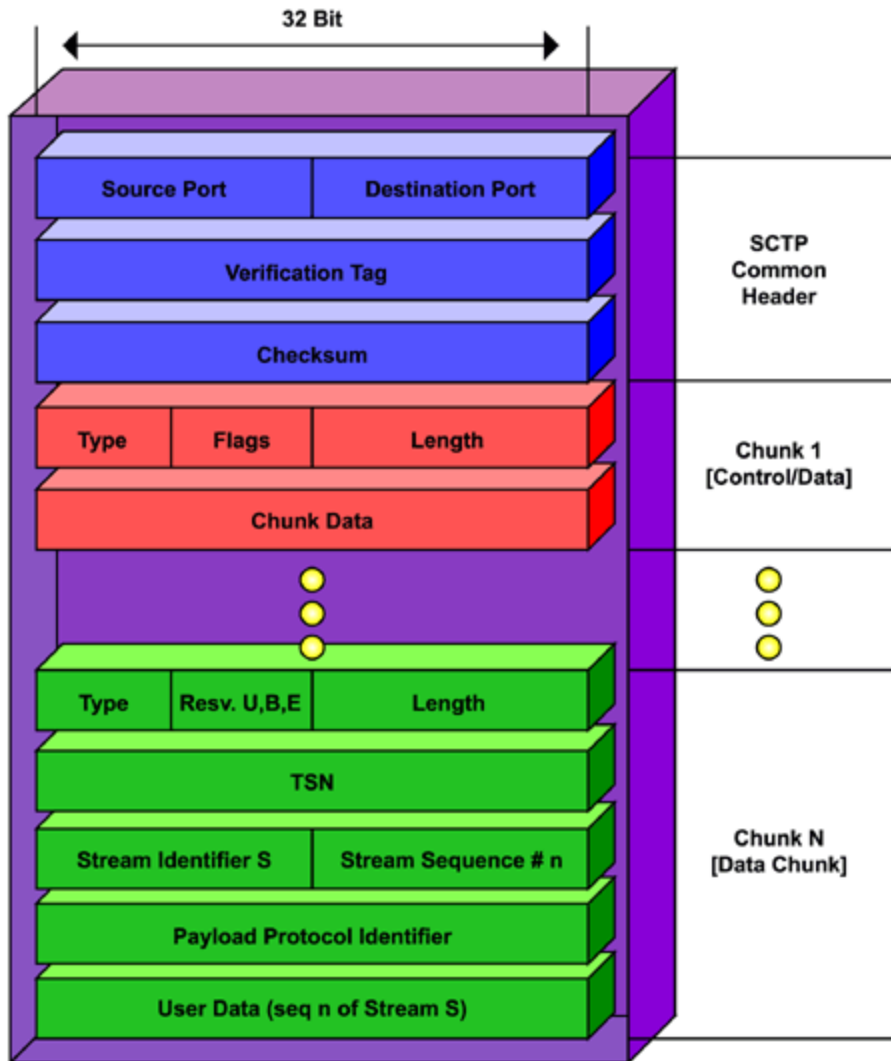 32 Bit
Source Port
Destination Port
SCTP
Common
Header
Verification Tag
Checksum
Type
Flags
Length
Chunk 1
[Control/Data]
Chunk Data
Type
Resv. U,B,E
Length
TSN
Stream Identifier S
Stream Sequence # n
Chunk N
[Data Chunk]
Payload Protocol Identifier
User Data (seq n of Stream S)